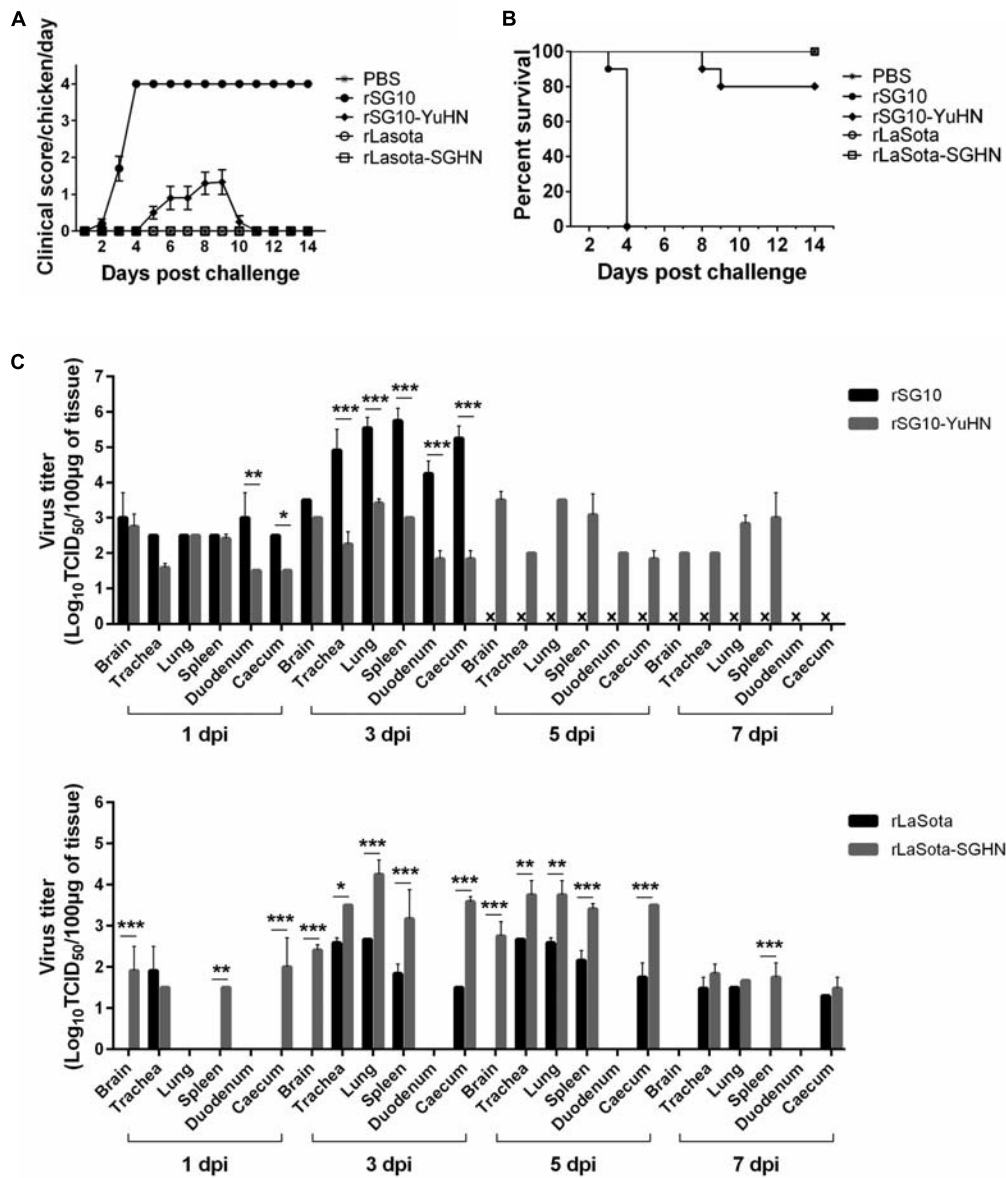 A
Clinical score/chicken/day
4
3
2
1
0
2 4 6 8 10 12 14
Days post challenge
PBS
rSG10
rSG10-YuHN
rLasota
rLasota-SGHN
B
Percent survival
100
80
60
40
20
0
2 4 6 8 10 12 14
Days post challenge
PBS
rSG10
rSG10-YuHN
rLaSota
rLaSota-SGHN
C
Virus titer
(Log10TCID50/100µg of tissue)
7
6
5
4
3
2
1
0
** * *** *** *** *** ***
x x x x x x x x x x x x
Brain Trachea Lung Spleen Duodenum Caecum Brain Trachea Lung Spleen Duodenum Caecum Brain Trachea Lung Spleen Duodenum Caecum Brain Trachea Lung Spleen Duodenum Caecum
1 dpi 3 dpi 5 dpi 7 dpi
rSG10
rSG10-YuHN
Virus titer
(Log10TCID50/100µg of tissue)
6
5
4
3
2
1
0
*** ** *** *** * *** *** *** *** ** ** *** *** ***
Brain Trachea Lung Spleen Duodenum Caecum Brain Trachea Lung Spleen Duodenum Caecum Brain Trachea Lung Spleen Duodenum Caecum Brain Trachea Lung Spleen Duodenum Caecum
1 dpi 3 dpi 5 dpi 7 dpi
rLaSota
rLaSota-SGHN